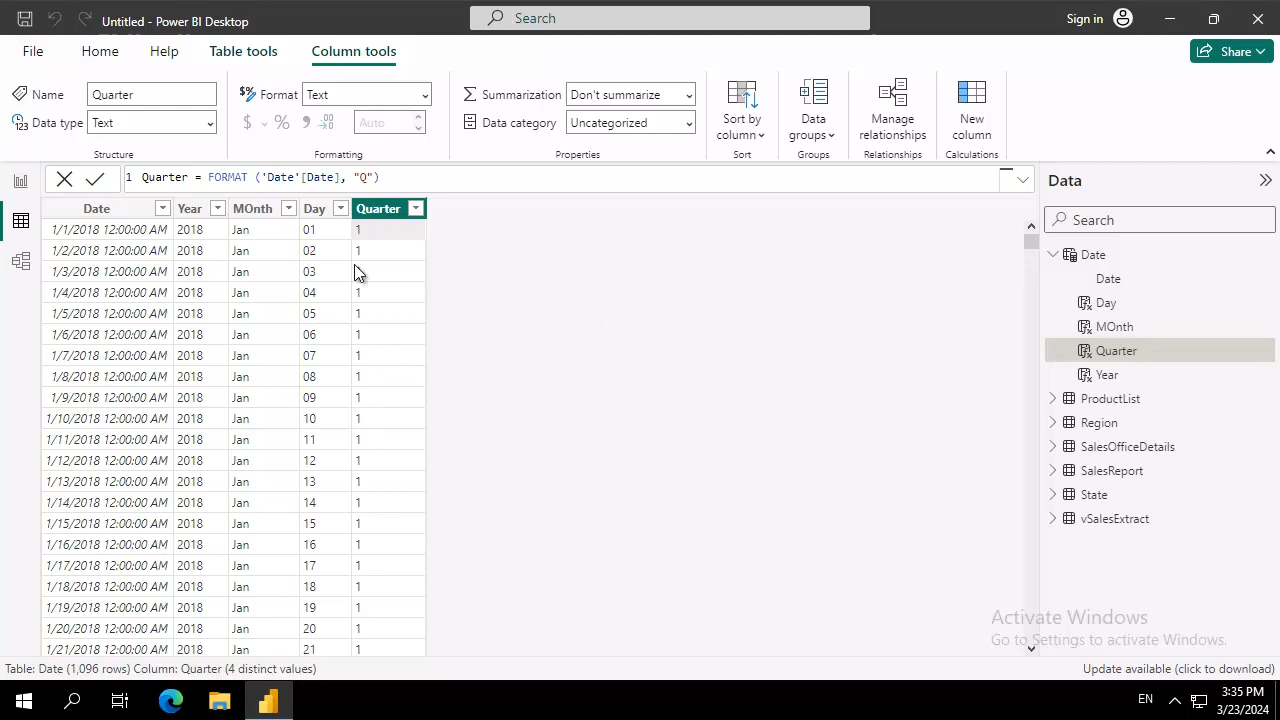 Untitled - Power BI Desktop
Search
Sign in
File
Home
Help
Table tools
Column tools
Share
Name
Quarter
Data type
Text
Structure
Format
Text
$ % 9 .00
Auto
Formatting
Summarization
Don't summarize
Data category
Uncategorized
Properties
Sort by
column
Sort
Data
groups
Groups
Manage
relationships
Relationships
New
column
Calculations
1 Quarter = FORMAT ('Date'[Date], "Q")
Date Year MOnth Day Quarter
1/1/2018 12:00:00 AM 2018 Jan 01 1
1/2/2018 12:00:00 AM 2018 Jan 02 1
1/3/2018 12:00:00 AM 2018 Jan 03
1/4/2018 12:00:00 AM 2018 Jan 04 1
1/5/2018 12:00:00 AM 2018 Jan 05 1
1/6/2018 12:00:00 AM 2018 Jan 06 1
1/7/2018 12:00:00 AM 2018 Jan 07 1
1/8/2018 12:00:00 AM 2018 Jan 08 1
1/9/2018 12:00:00 AM 2018 Jan 09 1
1/10/2018 12:00:00 AM 2018 Jan 10 1
1/11/2018 12:00:00 AM 2018 Jan 11 1
1/12/2018 12:00:00 AM 2018 Jan 12 1
1/13/2018 12:00:00 AM 2018 Jan 13 1
1/14/2018 12:00:00 AM 2018 Jan 14 1
1/15/2018 12:00:00 AM 2018 Jan 15 1
1/16/2018 12:00:00 AM 2018 Jan 16 1
1/17/2018 12:00:00 AM 2018 Jan 17 1
1/18/2018 12:00:00 AM 2018 Jan 18 1
1/19/2018 12:00:00 AM 2018 Jan 19 1
1/20/2018 12:00:00 AM 2018 Jan 20 1
1/21/2018 12:00:00 AM 2018 Jan 21 1
Data
Search
Date
Date
Day
MOnth
Quarter
Year
ProductList
Region
SalesOfficeDetails
SalesReport
State
vSalesExtract
Activate Windows
Go to Settings to activate Windows.
Table: Date (1,096 rows) Column: Quarter (4 distinct values)
Update available (click to download)
EN
3:35 PM
3/23/2024